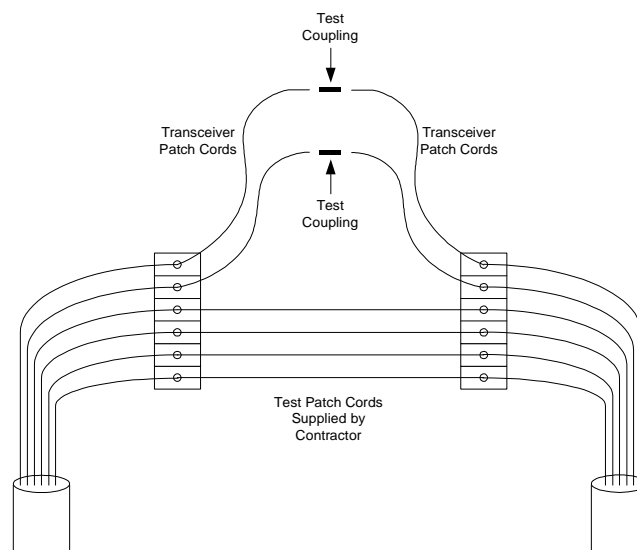 Test
Coupling
Transceiver
Patch Cords
Transceiver
Patch Cords
Test
Coupling
Test Patch Cords
Supplied by
Contractor